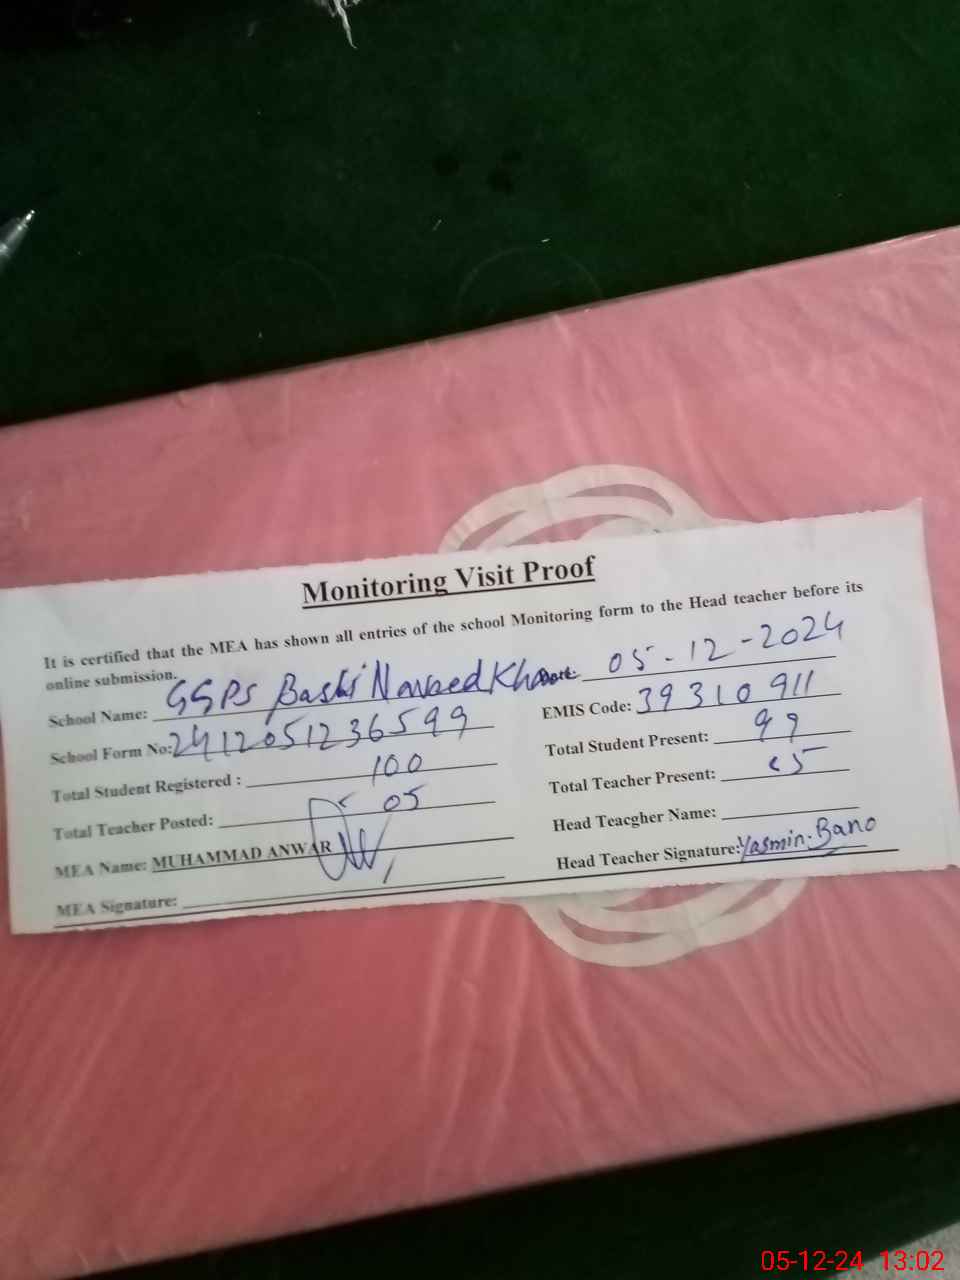 Monitoring Visit Proof
It is certified that the MEA has shown all entries of the school Monitoring form to the Head teacher before its
online submission.
School Name: GGPS Basti Naveed Khan Date: 05-12-2024
School Form No: 2412051236599 EMIS Code: 39310911
Total Student Registered : 100 Total Student Present: 99
Total Teacher Posted: 05 Total Teacher Present: 05
MEA Name: MUHAMMAD ANWAR Head Teacgher Name:
MEA Signature: Head Teacher Signature: Yasmin Bano
05-12-24 13:02